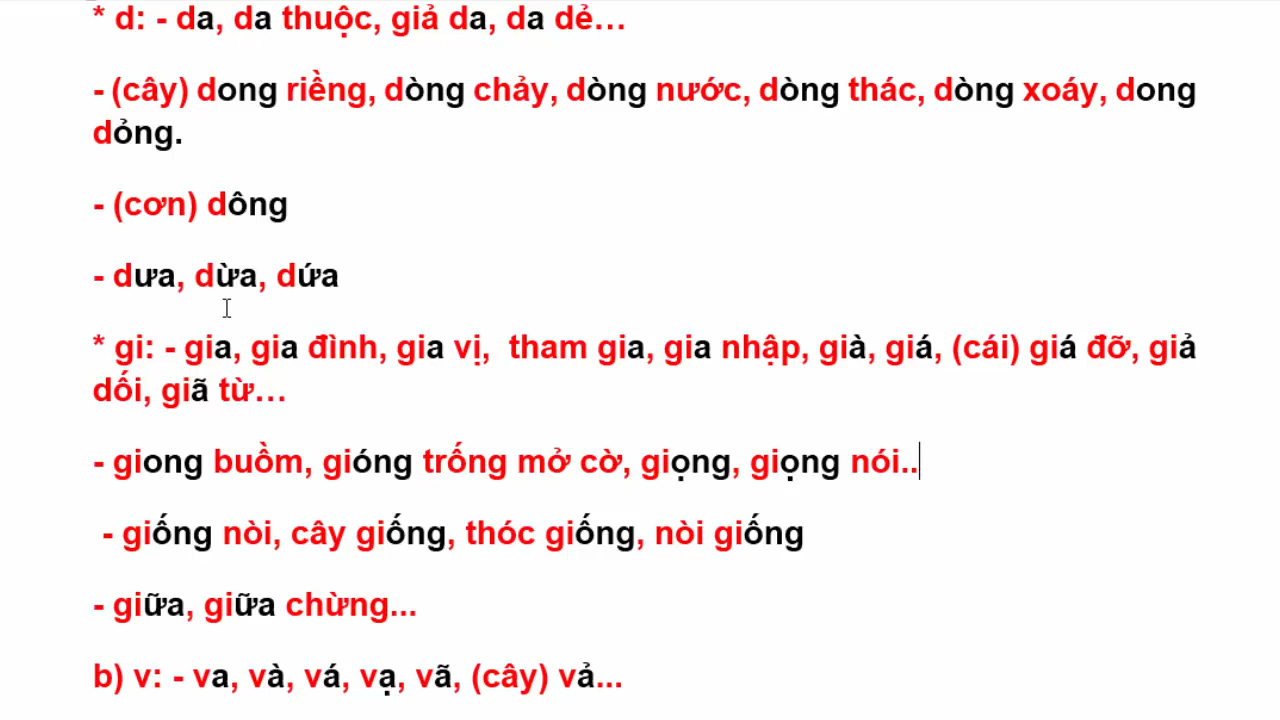 * d: - da, da thuộc, giả da, da dẻ...
- (cây) dong riềng, dòng chảy, dòng nước, dòng thác, dòng xoáy, dong
dỏng.
- (cơn) dông
- dưa, dừa, dứa
* gi: - gia, gia đình, gia vị,  tham gia, gia nhập, già, giá, (cái) giá đỡ, giả
dối, giã từ...
- giong buồm, gióng trống mở cờ, giọng, giọng nói..
- giống nòi, cây giống, thóc giống, nòi giống
- giữa, giữa chừng...
b) v: - va, và, vá, vạ, vã, (cây) vả...